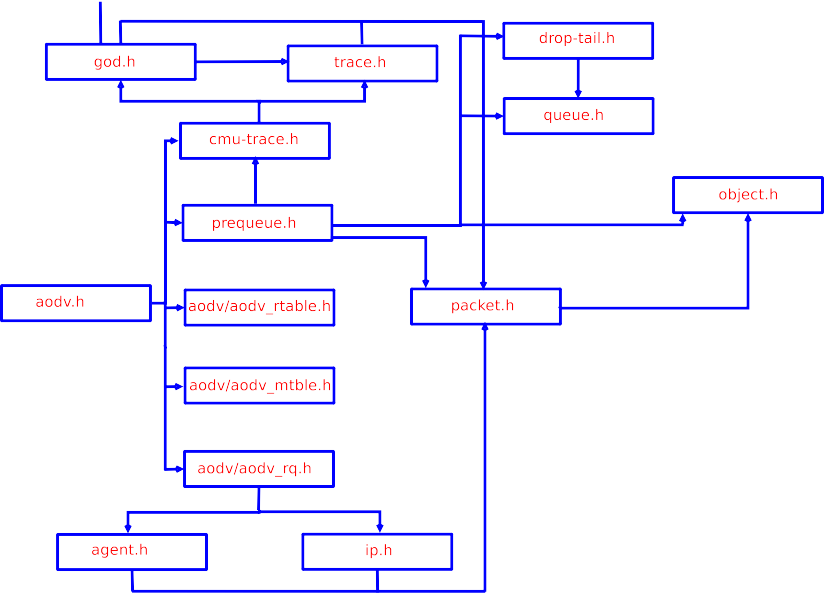 drop-tail.h
god.h
trace.h
queue.h
cmu-trace.h
object.h
prequeue.h
aodv.h
aodv/aodv_rtable.h
packet.h
aodv/aodv_mtble.h
aodv/aodv_rq.h
agent.h
ip.h